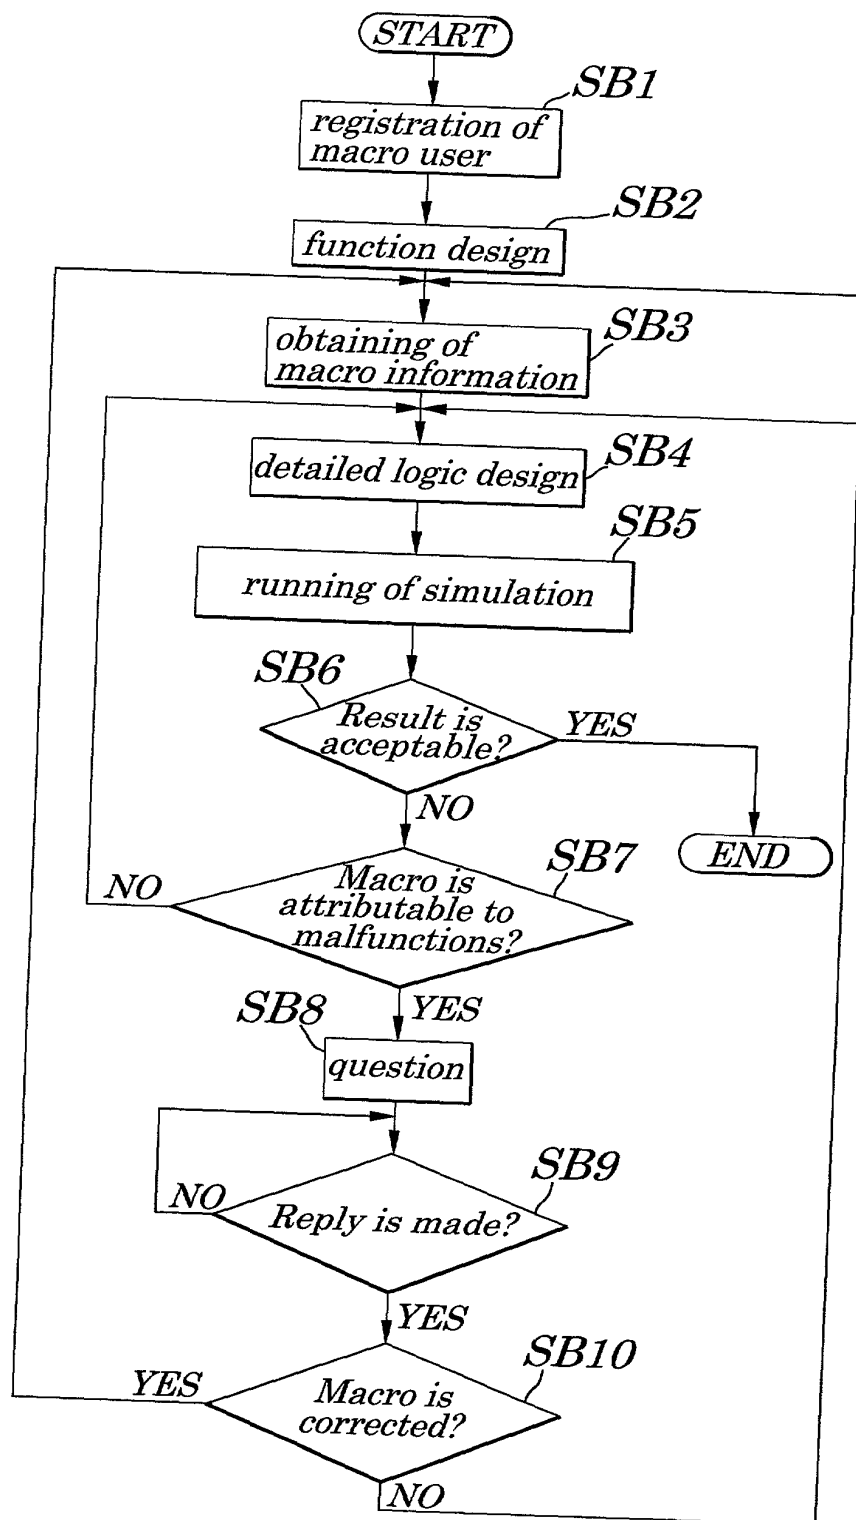 START
SB1
registration of
macro user
SB2
function design
SB3
obtaining of
macro information
SB4
detailed logic design
SB5
running of simulation
SB6
Result is
acceptable?
YES
NO
END
SB7
Macro is
attributable to
malfunctions?
NO
YES
SB8
question
SB9
Reply is made?
NO
YES
SB10
Macro is
corrected?
YES
NO